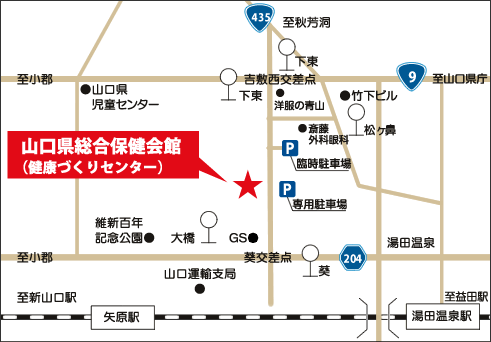 435
至秋芳洞
下東
9
至小郡
吉敷西交差点
至山口県庁
山口県
児童センター
下東
洋服の青山
竹下ビル
松ヶ鼻
斎藤
外科眼科
山口県総合保健会館
(健康づくりセンター)
P
臨時駐車場
P
専用駐車場
維新百年
記念公園
大橋
GS
湯田温泉
至小郡
葵交差点
葵
204
山口運輸支局
至新山口駅
至益田駅
矢原駅
湯田温泉駅